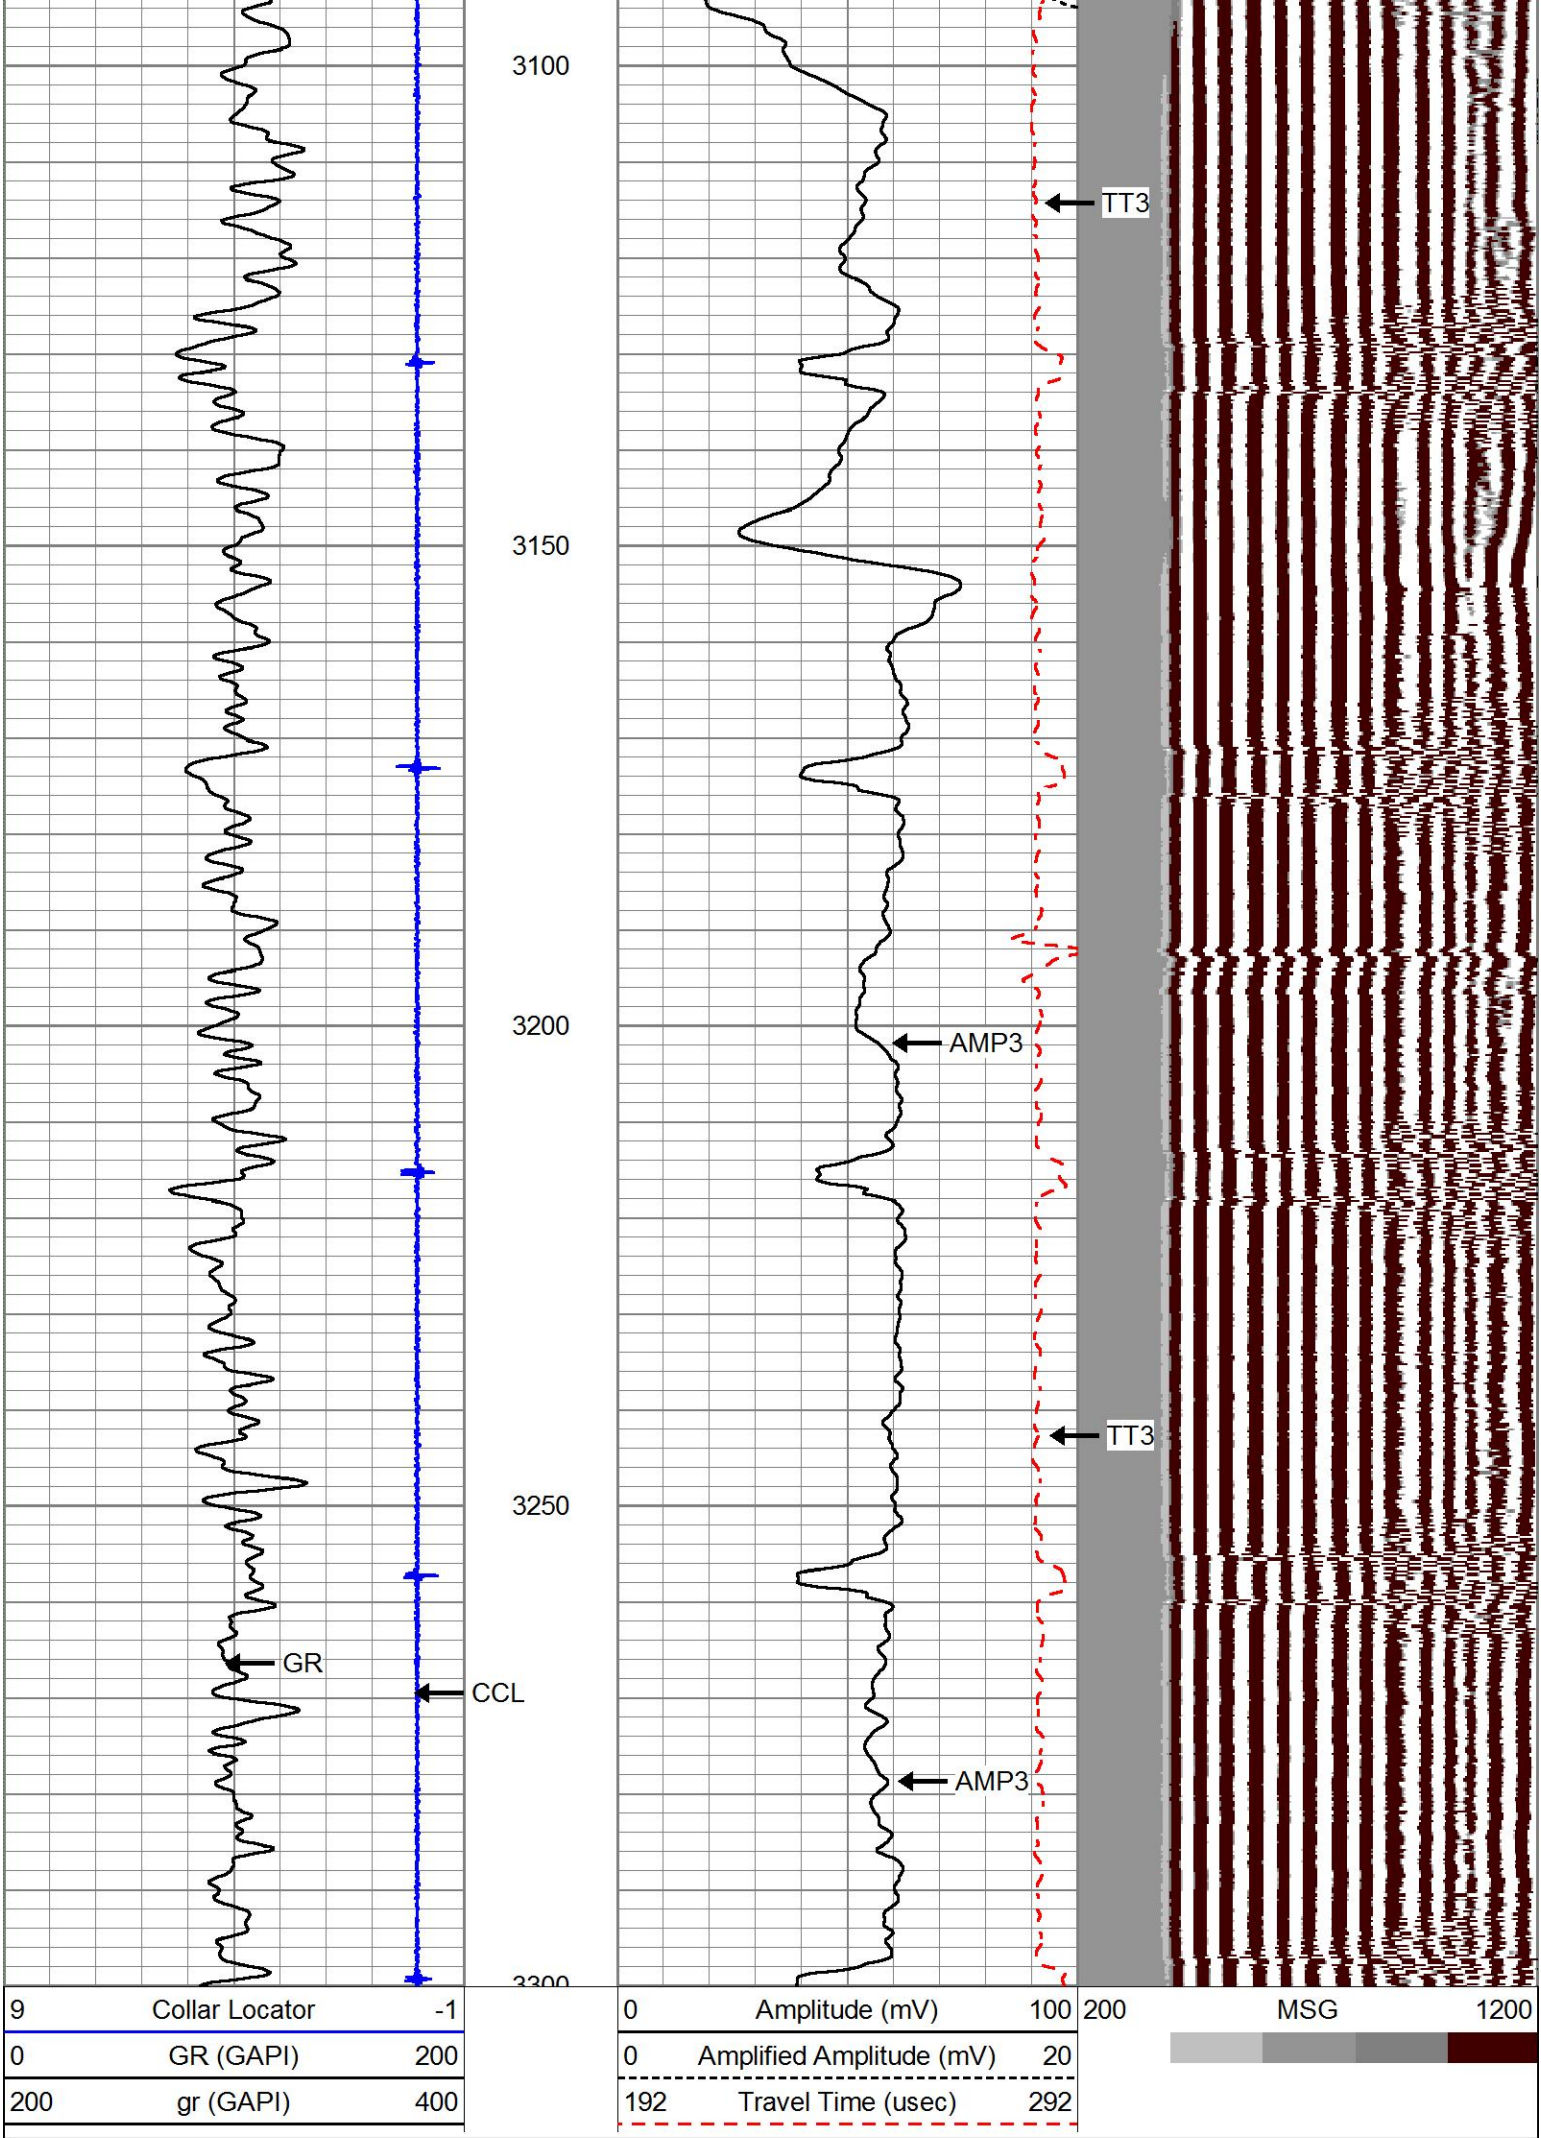 3100
TT3
3150
3200
AMP3
TT3
3250
GR
CCL
AMP3
3300
9 Collar Locator -1
0 GR (GAPI) 200
200 gr (GAPI) 400
0 Amplitude (mV) 100
0 Amplified Amplitude (mV) 20
192 Travel Time (usec) 292
200 MSG 1200